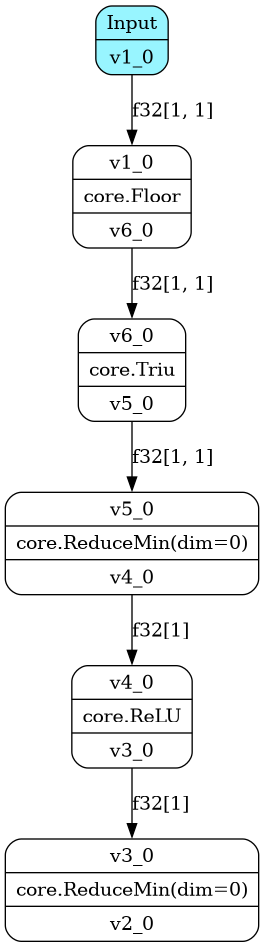 Input
v1_0
f32[1, 1]
v1_0
core.Floor
v6_0
f32[1, 1]
v6_0
core.Triu
v5_0
f32[1, 1]
v5_0
core.ReduceMin(dim=0)
v4_0
f32[1]
v4_0
core.ReLU
v3_0
f32[1]
v3_0
core.ReduceMin(dim=0)
v2_0